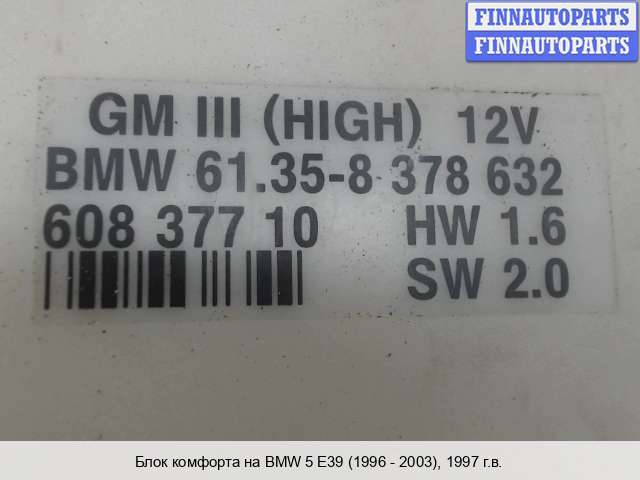 FINNAUTOPARTS
FINNAUTOPARTS
GM III (HIGH) 12V
BMW 61.35-8 378 632
608 377 10 HW 1.6
SW 2.0
Блок комфорта на BMW 5 E39 (1996 - 2003), 1997 г.в.